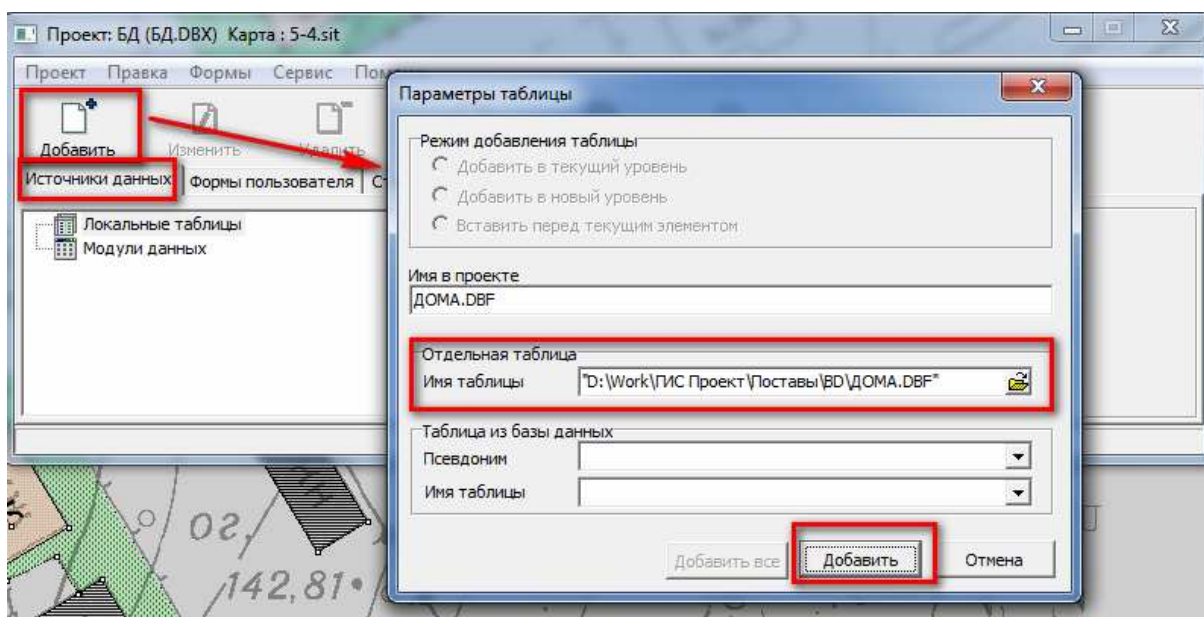 Проект: БД (БД.DBX) Карта : 5-4.sit
Проект Правка Формы Сервис
Добавить Изменить Удалить
Источники данных Формы пользователя
Локальные таблицы
Модули данных
Параметры таблицы
Режим добавления таблицы
Добавить в текущий уровень
Добавить в новый уровень
Вставить перед текущим элементом
Имя в проекте
ДОМА.DBF
Отдельная таблица
Имя таблицы "D:\Work\ГИС Проект\Поставы\BD\ДОМА.DBF"
Таблица из базы данных
Псевдоним
Имя таблицы
Добавить все Добавить Отмена
142,81